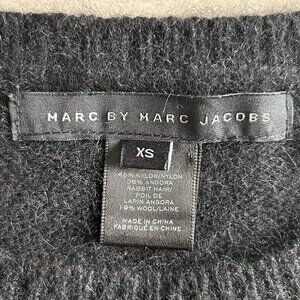 MARC BY MARC JACOBS
XS
45% NYLON/NYLON
36% ANGORA
RABBIT HAIR/
POIL DE
LAPIN ANGORA
19% WOOL/LAINE
MADE IN CHINA
FABRIQUE EN CHINE